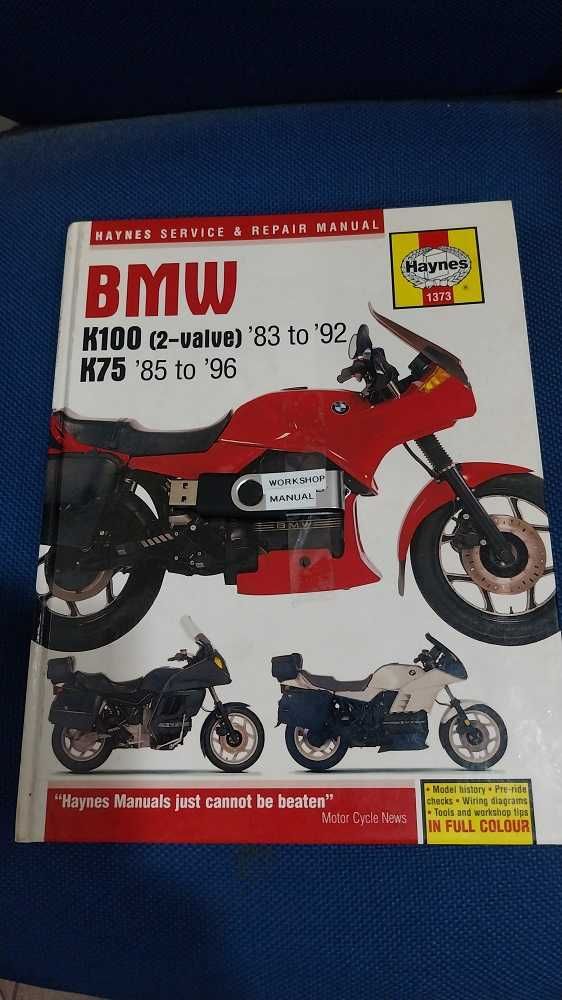 HAYNES SERVICE & REPAIR MANUAL
Haynes
®
1373
BMW
K100 (2-valve) '83 to '92
K75 '85 to '96
WORKSHOP
MANUAL
BMW
"Haynes Manuals just cannot be beaten"
Motor Cycle News
• Model history • Pre-ride
checks • Wiring diagrams
• Tools and workshop tips
IN FULL COLOUR